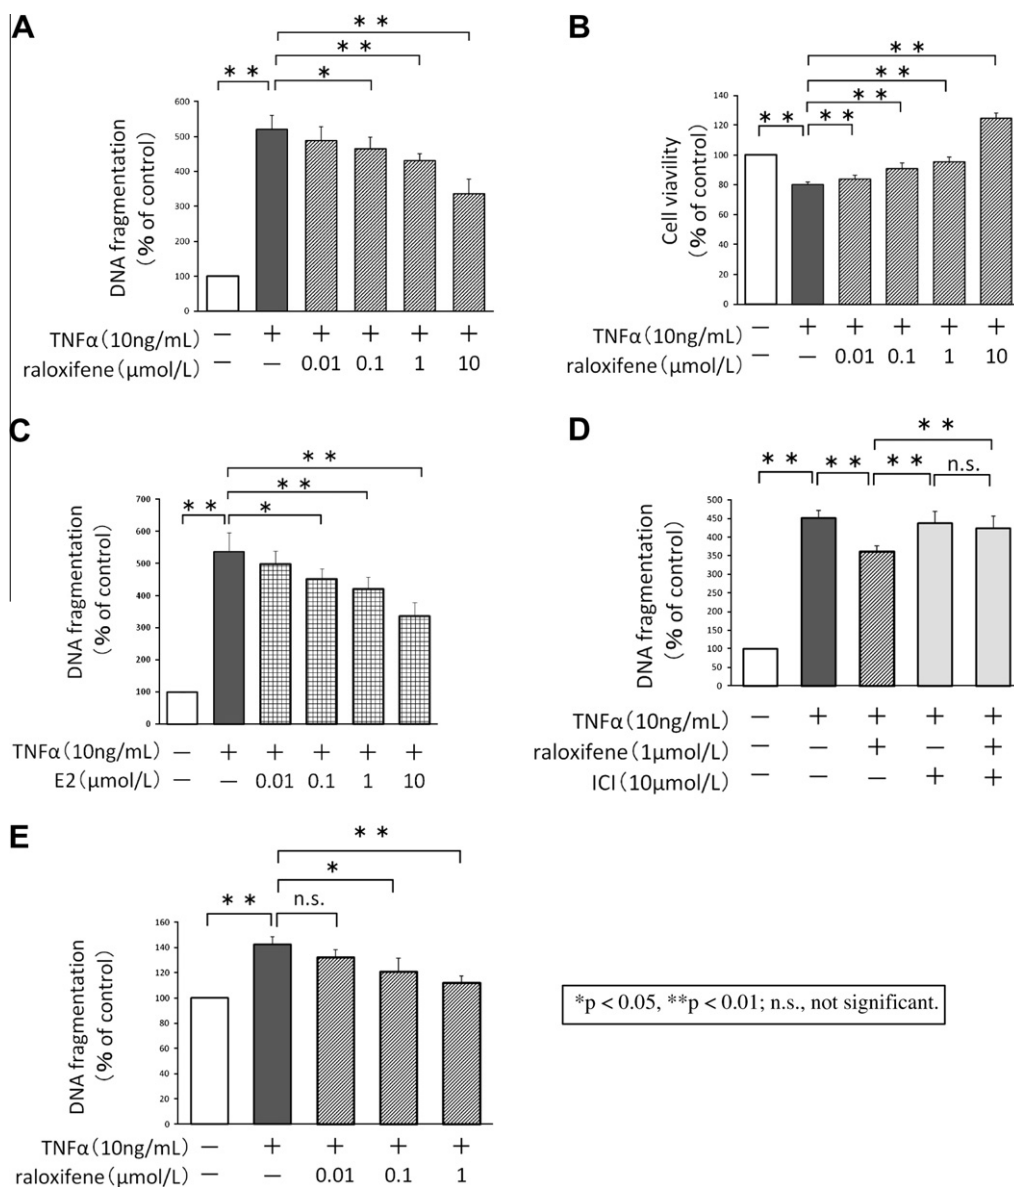 A
** 
**
** *
600
500
400
300
200
100
0
DNA fragmentation
(% of control)
TNFα(10ng/mL) — + + + + +
raloxifene(μmol/L) — — 0.01 0.1 1 10
B
**
**
**
** **
140
120
100
80
60
40
20
0
Cell viavility
(% of control)
TNFα(10ng/mL) — + + + + +
raloxifene(μmol/L) — — 0.01 0.1 1 10
C
**
**
** *
700
600
500
400
300
200
100
0
DNA fragmentation
(% of control)
TNFα(10ng/mL) — + + + + +
E2(μmol/L) — — 0.01 0.1 1 10
D
**
** ** ** n.s.
500
450
400
350
300
250
200
150
100
50
0
DNA fragmentation
(% of control)
TNFα(10ng/mL) — + + + +
raloxifene(1μmol/L) — — + — +
ICI(10μmol/L) — — — + +
E
**
*
** n.s.
160
140
120
100
80
60
40
20
0
DNA fragmentation
(% of control)
TNFα(10ng/mL) — + + + +
raloxifene(μmol/L) — — 0.01 0.1 1
*p < 0.05, **p < 0.01; n.s., not significant.